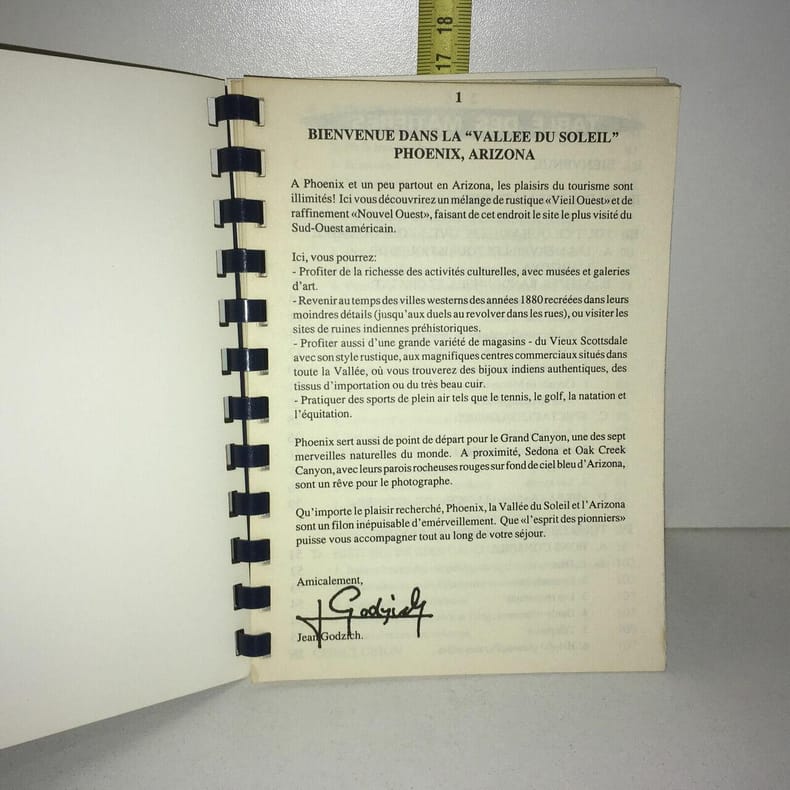 17 18
1
BIENVENUE DANS LA “VALLEE DU SOLEIL”
PHOENIX, ARIZONA
A Phoenix et un peu partout en Arizona, les plaisirs du tourisme sont
illimités! Ici vous découvrirez un mélange de rustique «Vieil Ouest» et de
raffinement «Nouvel Ouest», faisant de cet endroit le site le plus visité du
Sud-Ouest américain.
Ici, vous pourrez:
- Profiter de la richesse des activités culturelles, avec musées et galeries
d’art.
- Revenir au temps des villes westerns des années 1880 recréées dans leurs
moindres détails (jusqu’aux duels au revolver dans les rues), ou visiter les
sites de ruines indiennes préhistoriques.
- Profiter aussi d’une grande variété de magasins - du Vieux Scottsdale
avec son style rustique, aux magnifiques centres commerciaux situés dans
toute la Vallée, où vous trouverez des bijoux indiens authentiques, des
tissus d’importation ou du très beau cuir.
- Pratiquer des sports de plein air tels que le tennis, le golf, la natation et
l’équitation.
Phoenix sert aussi de point de départ pour le Grand Canyon, une des sept
merveilles naturelles du monde. A proximité, Sedona et Oak Creek
Canyon, avec leurs parois rocheuses rouges sur fond de ciel bleu d’Arizona,
sont un rêve pour le photographe.
Qu’importe le plaisir recherché, Phoenix, la Vallée du Soleil et l’Arizona
sont un filon inépuisable d’emérveillement. Que «l’esprit des pionniers»
puisse vous accompagner tout au long de votre séjour.
Amicalement,
J Godzich
Jean Godzich.